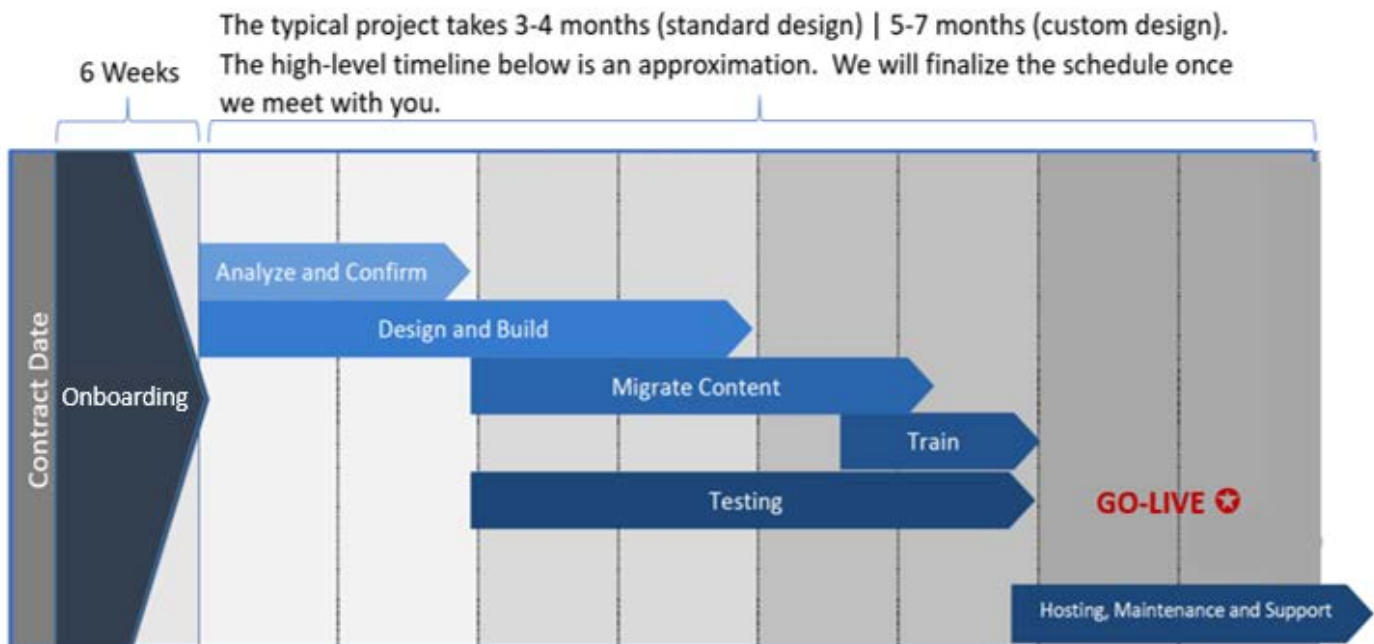 The typical project takes 3-4 months (standard design) | 5-7 months (custom design).
6 Weeks
The high-level timeline below is an approximation.  We will finalize the schedule once
we meet with you.
Contract Date
Onboarding
Analyze and Confirm
Design and Build
Migrate Content
Train
Testing
GO-LIVE
Hosting, Maintenance and Support